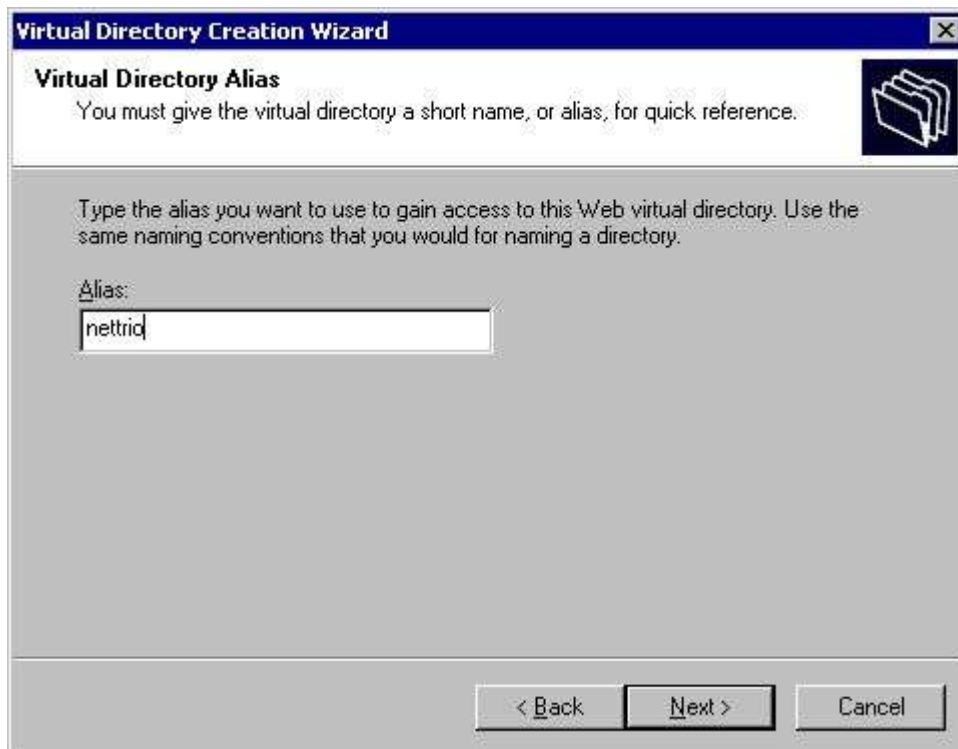 Virtual Directory Creation Wizard
Virtual Directory Alias
You must give the virtual directory a short name, or alias, for quick reference.
Type the alias you want to use to gain access to this Web virtual directory. Use the
same naming conventions that you would for naming a directory.
Alias:
nettrio
< Back Next > Cancel